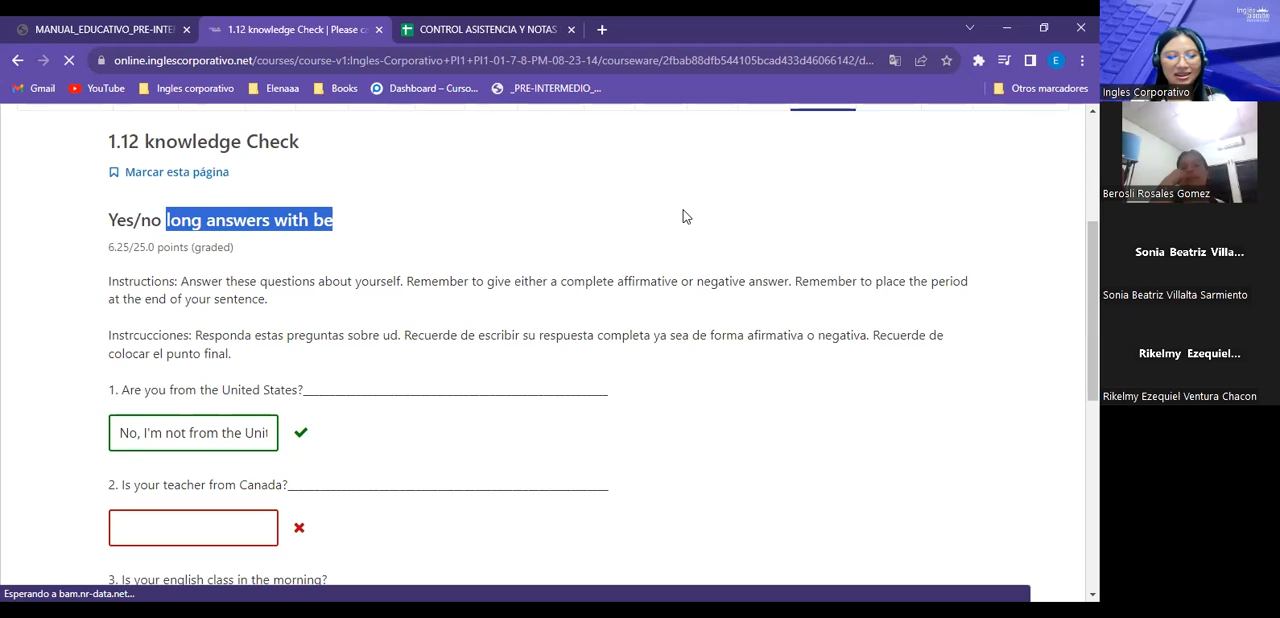 MANUAL_EDUCATIVO_PRE-INTE
1.12 knowledge Check | Please ca
CONTROL ASISTENCIA Y NOTAS
online.inglescorporativo.net/courses/course-v1:Ingles-Corporativo+PI1+PI1-01-7-8-PM-08-23-14/courseware/2fbab88dfb544105bcad433d46066142/d...
E
Gmail
YouTube
Ingles corporativo
Elenaaa
Books
Dashboard – Curso...
_PRE-INTERMEDIO_...
Otros marcadores
Ingles Corporativo
1.12 knowledge Check
Marcar esta página
Yes/no long answers with be
6.25/25.0 points (graded)
Instructions: Answer these questions about yourself. Remember to give either a complete affirmative or negative answer. Remember to place the period
at the end of your sentence.
Instrcucciones: Responda estas preguntas sobre ud. Recuerde de escribir su respuesta completa ya sea de forma afirmativa o negativa. Recuerde de
colocar el punto final.
1. Are you from the United States?
No, I'm not from the Unit
2. Is your teacher from Canada?
3. Is your english class in the morning?
Esperando a bam.nr-data.net...
Berosli Rosales Gomez
Sonia Beatriz Villa...
Sonia Beatriz Villalta Sarmiento
Rikelmy Ezequiel...
Rikelmy Ezequiel Ventura Chacon